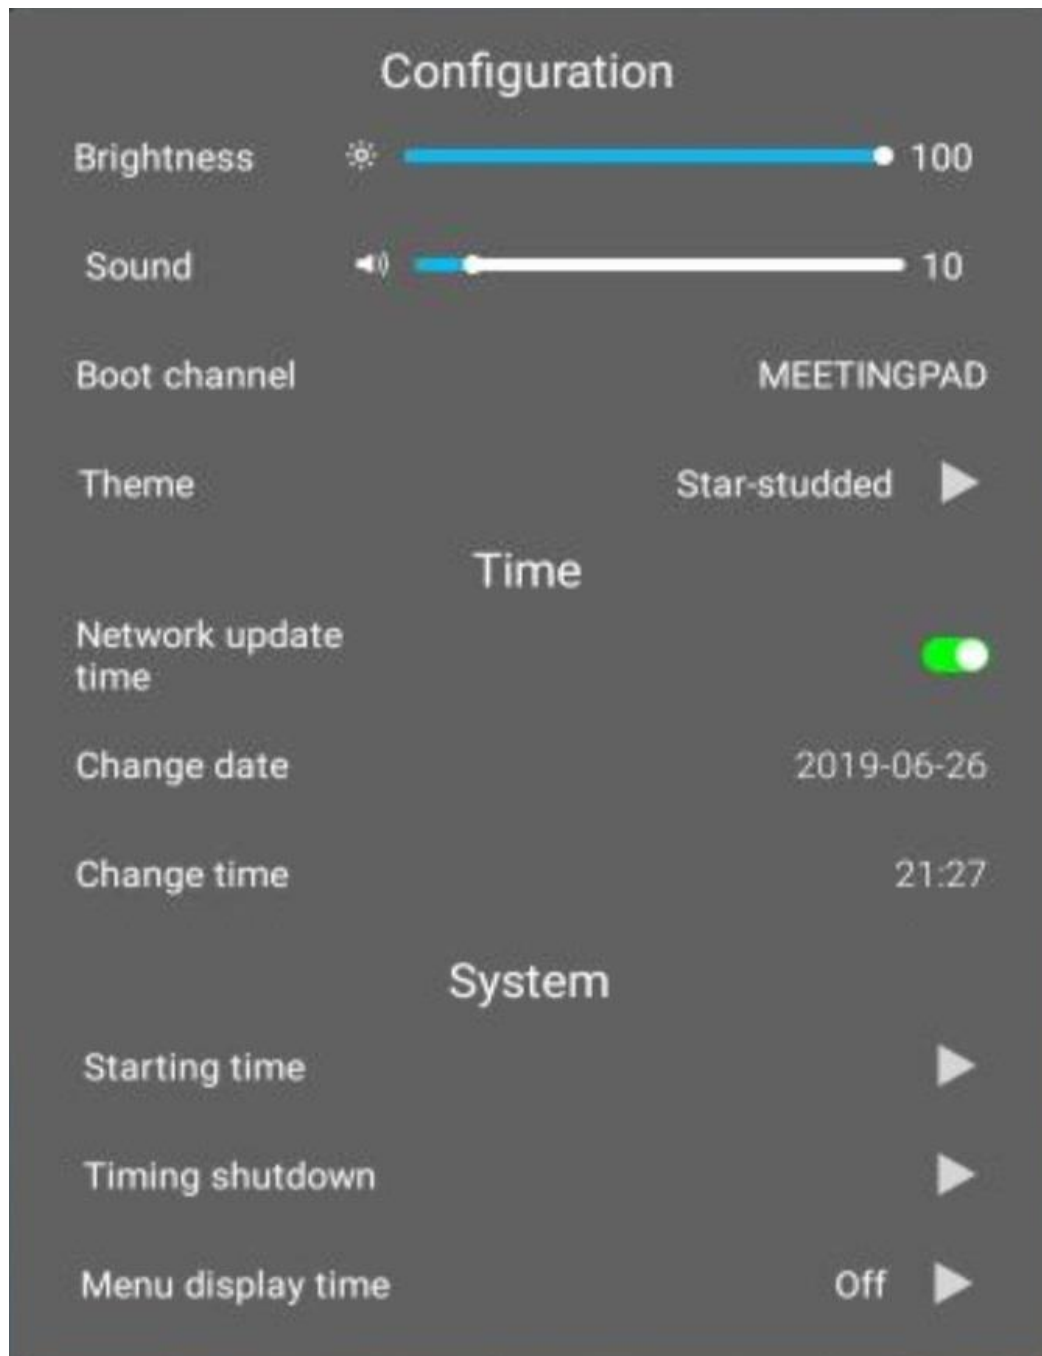 Configuration
Brightness 100
Sound 10
Boot channel MEETINGPAD
Theme Star-studded
Time
Network update
time
Change date 2019-06-26
Change time 21:27
System
Starting time
Timing shutdown
Menu display time Off